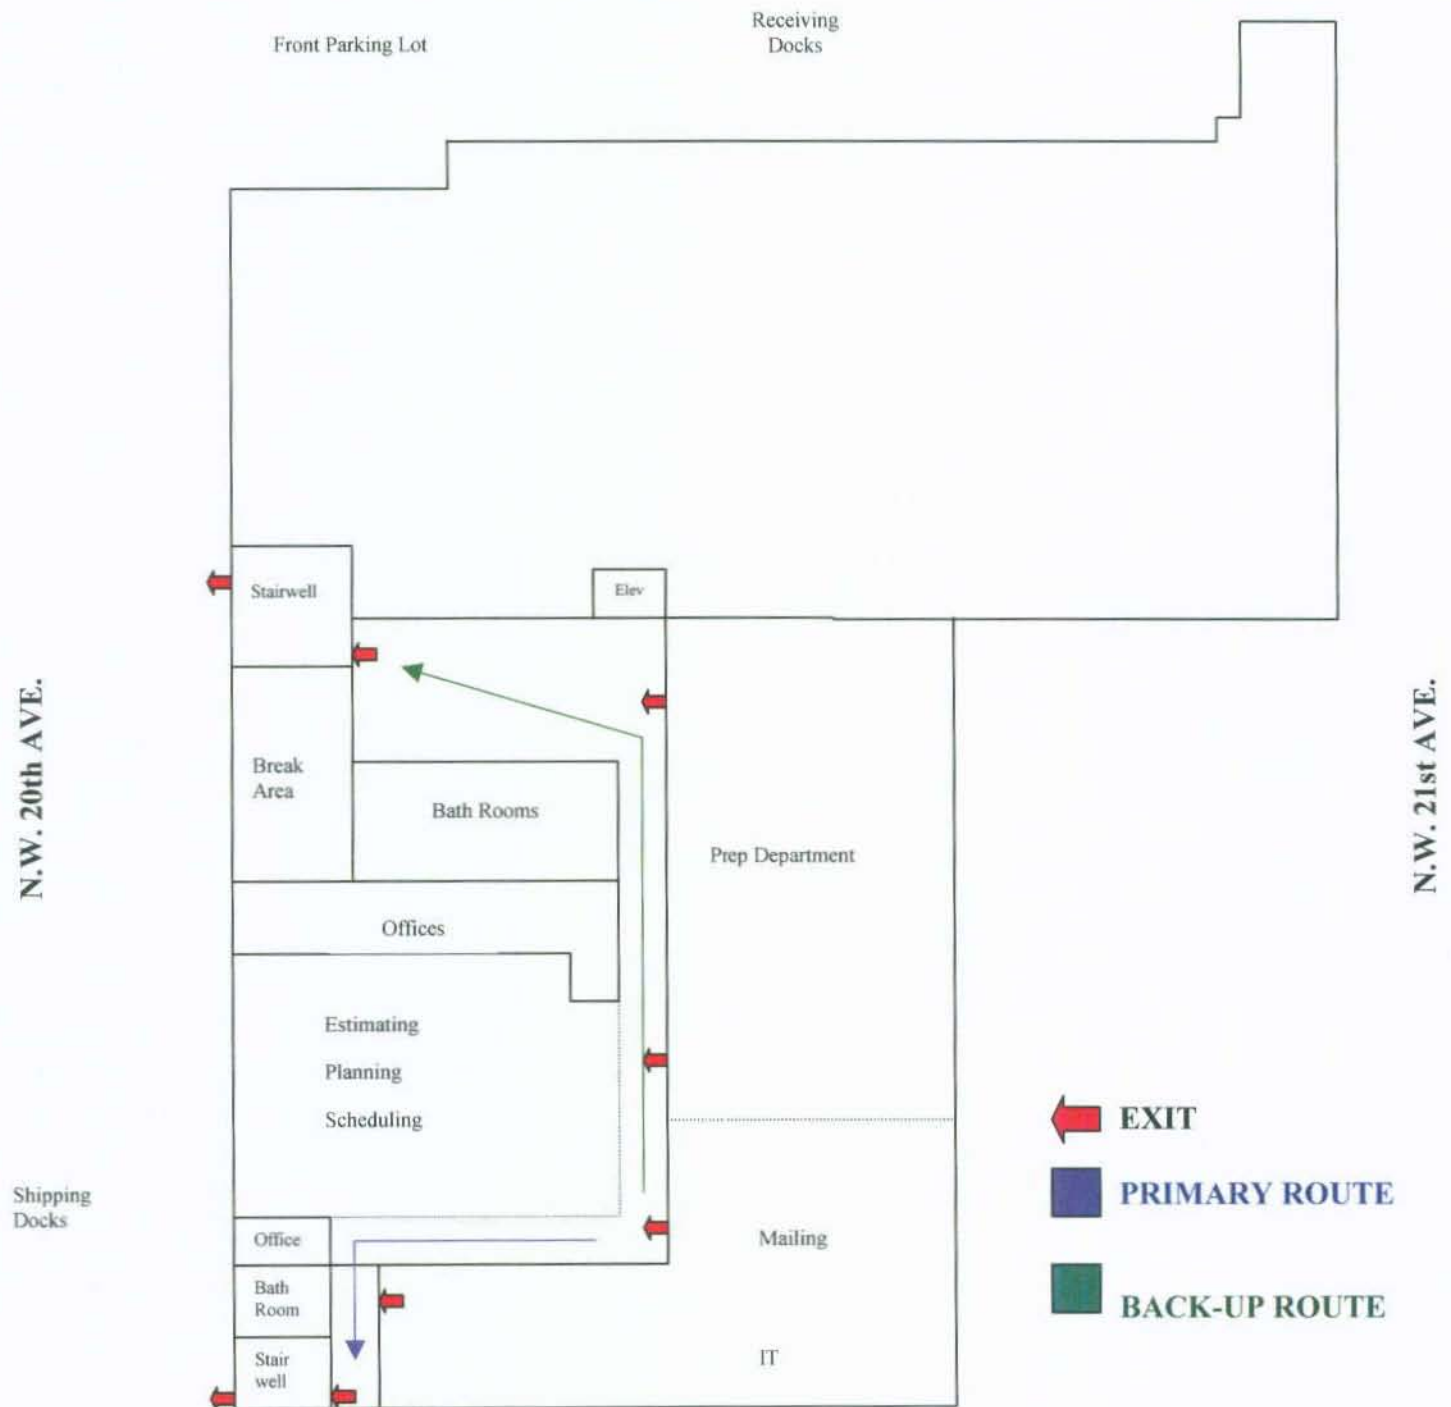 Front Parking Lot
Receiving
Docks
Stairwell
Elev
N.W. 20th AVE.
N.W. 21st AVE.
Break
Area
Bath Rooms
Prep Department
Offices
Estimating
Planning
Scheduling
EXIT
Shipping
Docks
PRIMARY ROUTE
Office
Mailing
Bath
Room
BACK-UP ROUTE
Stair
well
IT